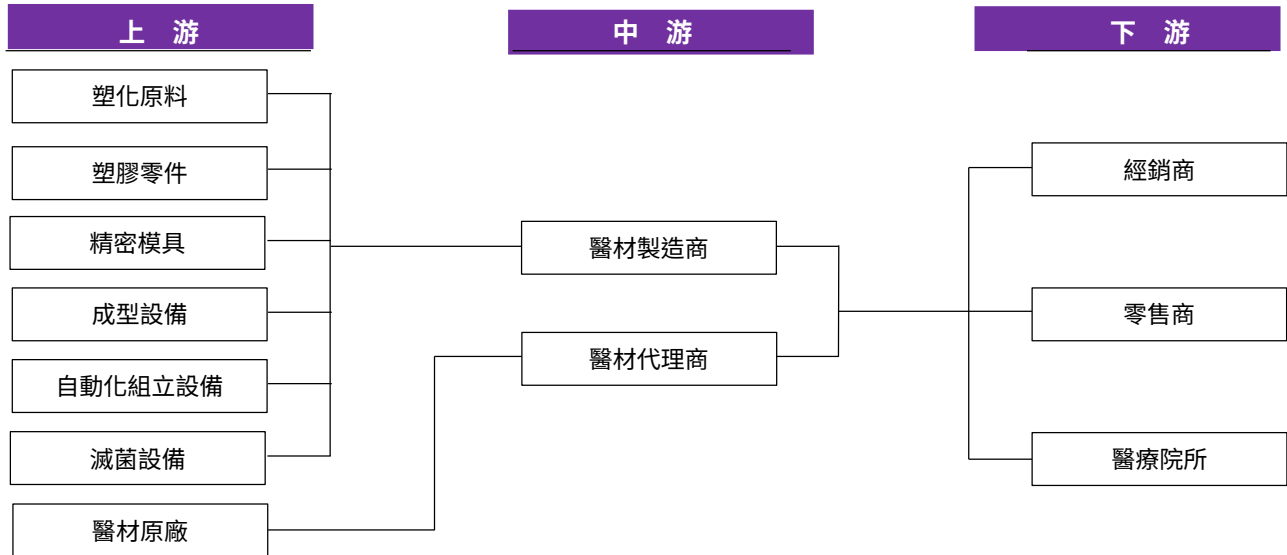 上 游
中 游
下 游
塑化原料
塑膠零件
精密模具
成型設備
自動化組立設備
滅菌設備
醫材原廠
醫材製造商
醫材代理商
經銷商
零售商
醫療院所